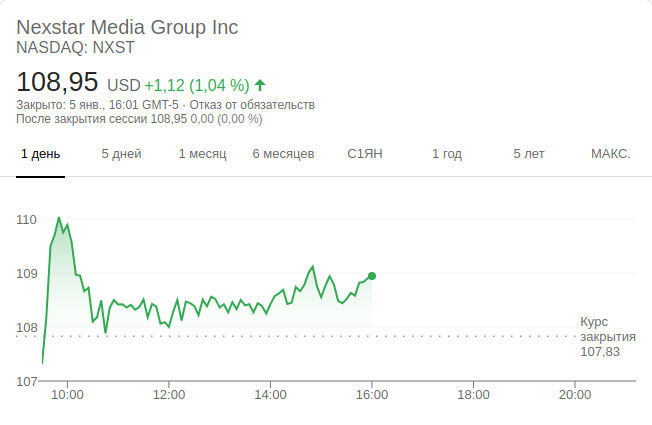 Nexstar Media Group Inc
NASDAQ: NXST
108,95 USD +1,12 (1,04 %)
Закрыто: 5 янв., 16:01 GMT-5 · Отказ от обязательств
После закрытия сессии 108,95 0,00 (0,00 %)
1 день 5 дней 1 месяц 6 месяцев С1ЯН 1 год 5 лет МАКС.
110
109
108
Курс
закрытия
107,83
107
10:00 12:00 14:00 16:00 18:00 20:00